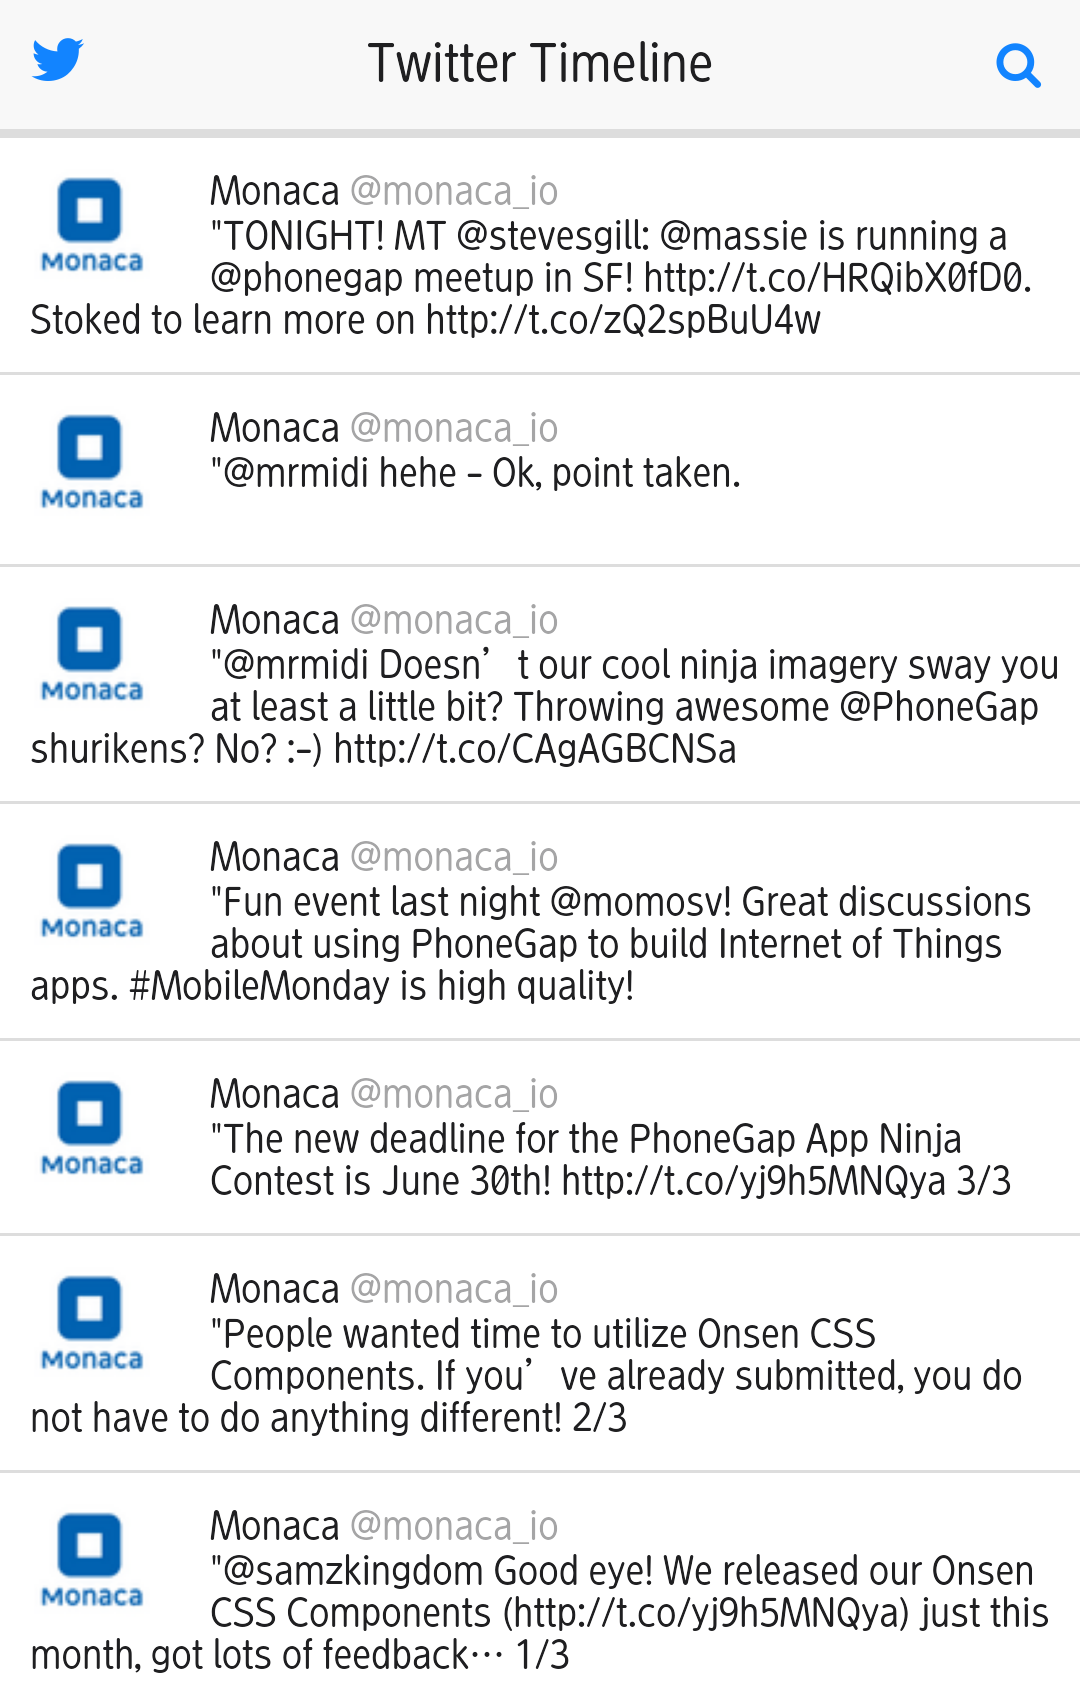 Twitter Timeline
Monaca
Monaca @monaca_io
"TONIGHT! MT @stevesgill: @massie is running a
@phonegap meetup in SF! http://t.co/HRQibX0fD0.
Stoked to learn more on http://t.co/zQ2spBuU4w
Monaca
Monaca @monaca_io
"@mrmidi hehe – Ok, point taken.
Monaca
Monaca @monaca_io
"@mrmidi Doesn’t our cool ninja imagery sway you
at least a little bit? Throwing awesome @PhoneGap
shurikens? No? :-) http://t.co/CAgAGBCNSa
Monaca
Monaca @monaca_io
"Fun event last night @momosv! Great discussions
about using PhoneGap to build Internet of Things
apps. #MobileMonday is high quality!
Monaca
Monaca @monaca_io
"The new deadline for the PhoneGap App Ninja
Contest is June 30th! http://t.co/yj9h5MNQya 3/3
Monaca
Monaca @monaca_io
"People wanted time to utilize Onsen CSS
Components. If you’ve already submitted, you do
not have to do anything different! 2/3
Monaca
Monaca @monaca_io
"@samzkingdom Good eye! We released our Onsen
CSS Components (http://t.co/yj9h5MNQya) just this
month, got lots of feedback… 1/3